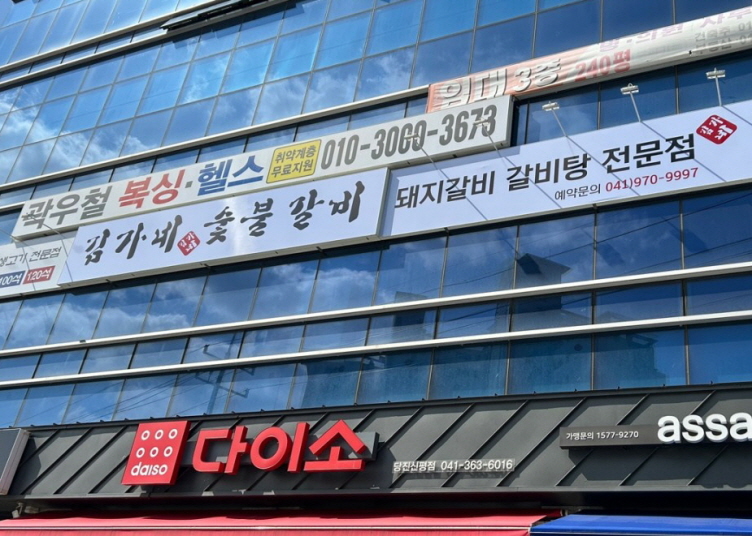 임대 3층 240평
곽우철 복싱·헬스 취약계층 무료지원 010-3080-3673
김가네 숯불갈비
돼지갈비 갈비탕 전문점
예약문의 041)970-9997
전문점
100석 120석
daiso 다이소 당진신평점 041-363-6016
가맹문의 1577-9270 assa